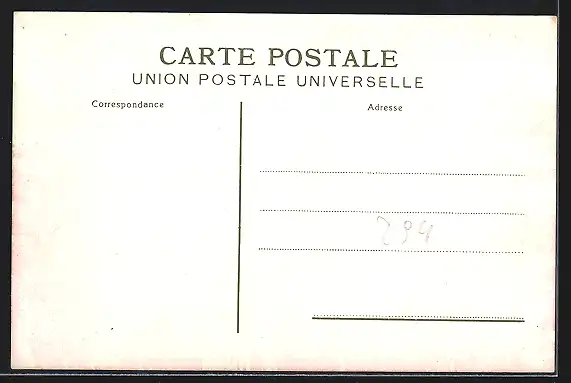 CARTE POSTALE
UNION POSTALE UNIVERSELLE
Correspondance
Adresse
294